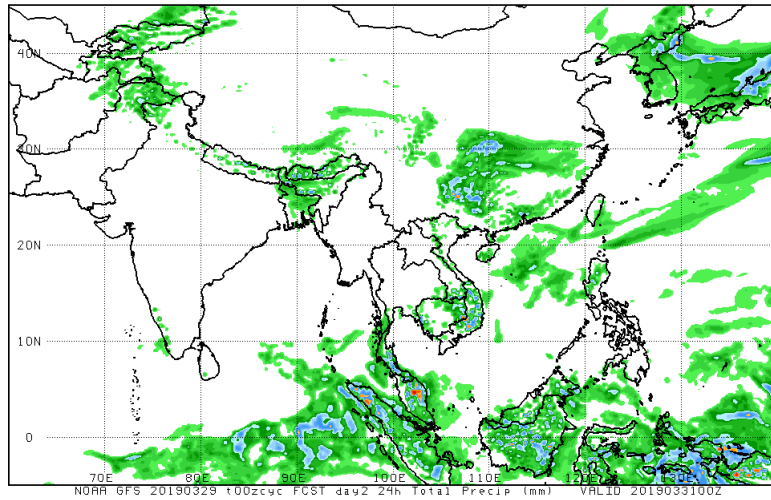 40N
30N
20N
10N
0
70E 80E 90E 100E 110E 120E 130E
NOAA GFS 20190329 t00zcyc FCST day2 24h Total Precip (mm) VALID 2019033100Z